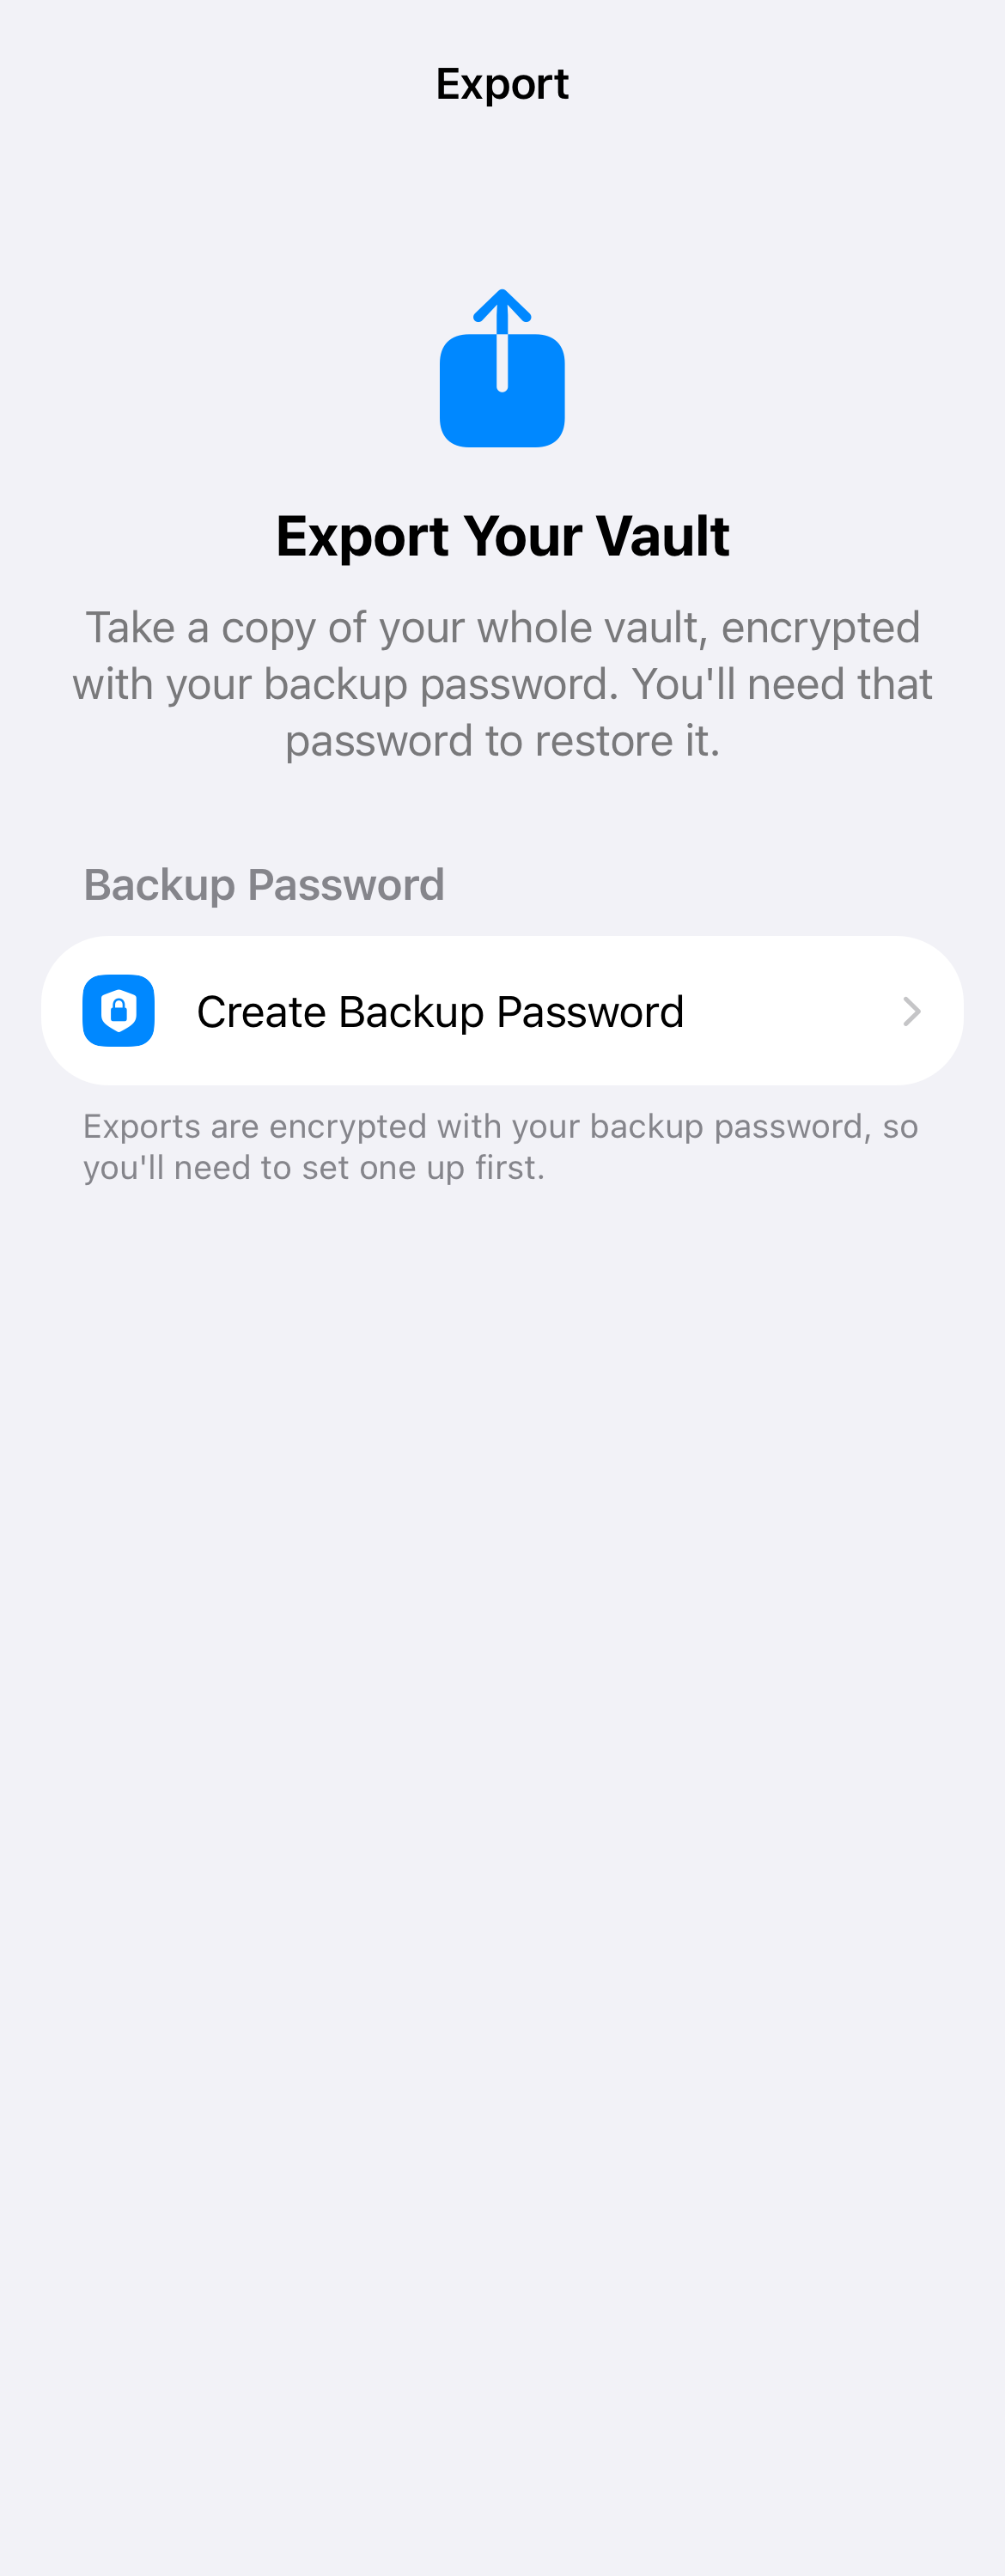 Export
Export Your Vault
Take a copy of your whole vault, encrypted
with your backup password. You'll need that
password to restore it.
Backup Password
Create Backup Password
Exports are encrypted with your backup password, so
you'll need to set one up first.